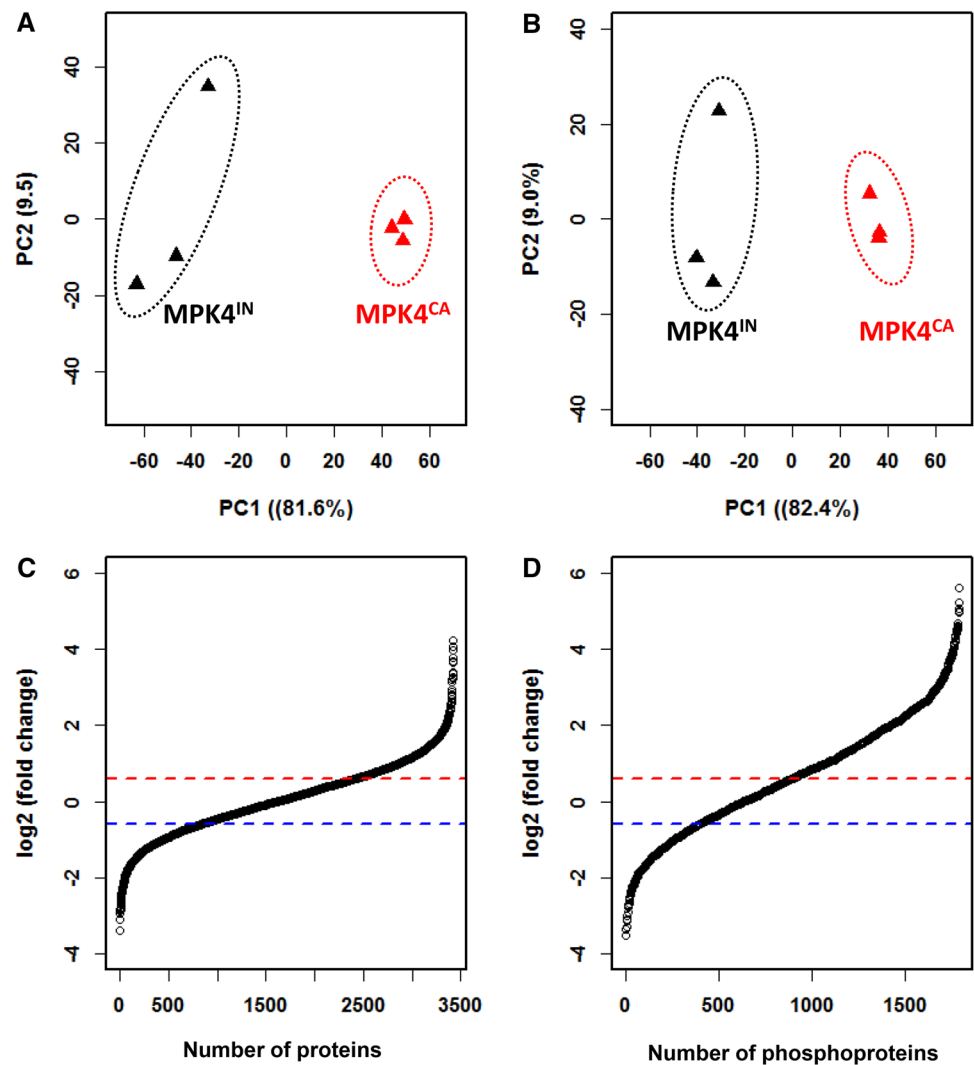 A
PC2 (9.5)
40
20
0
-20
-40
MPK4IN
MPK4CA
-60 -40 -20 0 20 40 60
PC1 ((81.6%)
B
PC2 (9.0%)
40
20
0
-20
-40
MPK4IN
MPK4CA
-60 -40 -20 0 20 40 60
PC1 ((82.4%)
C
log2 (fold change)
6
4
2
0
-2
-4
0 500 1500 2500 3500
Number of proteins
D
log2 (fold change)
6
4
2
0
-2
-4
0 500 1000 1500
Number of phosphoproteins